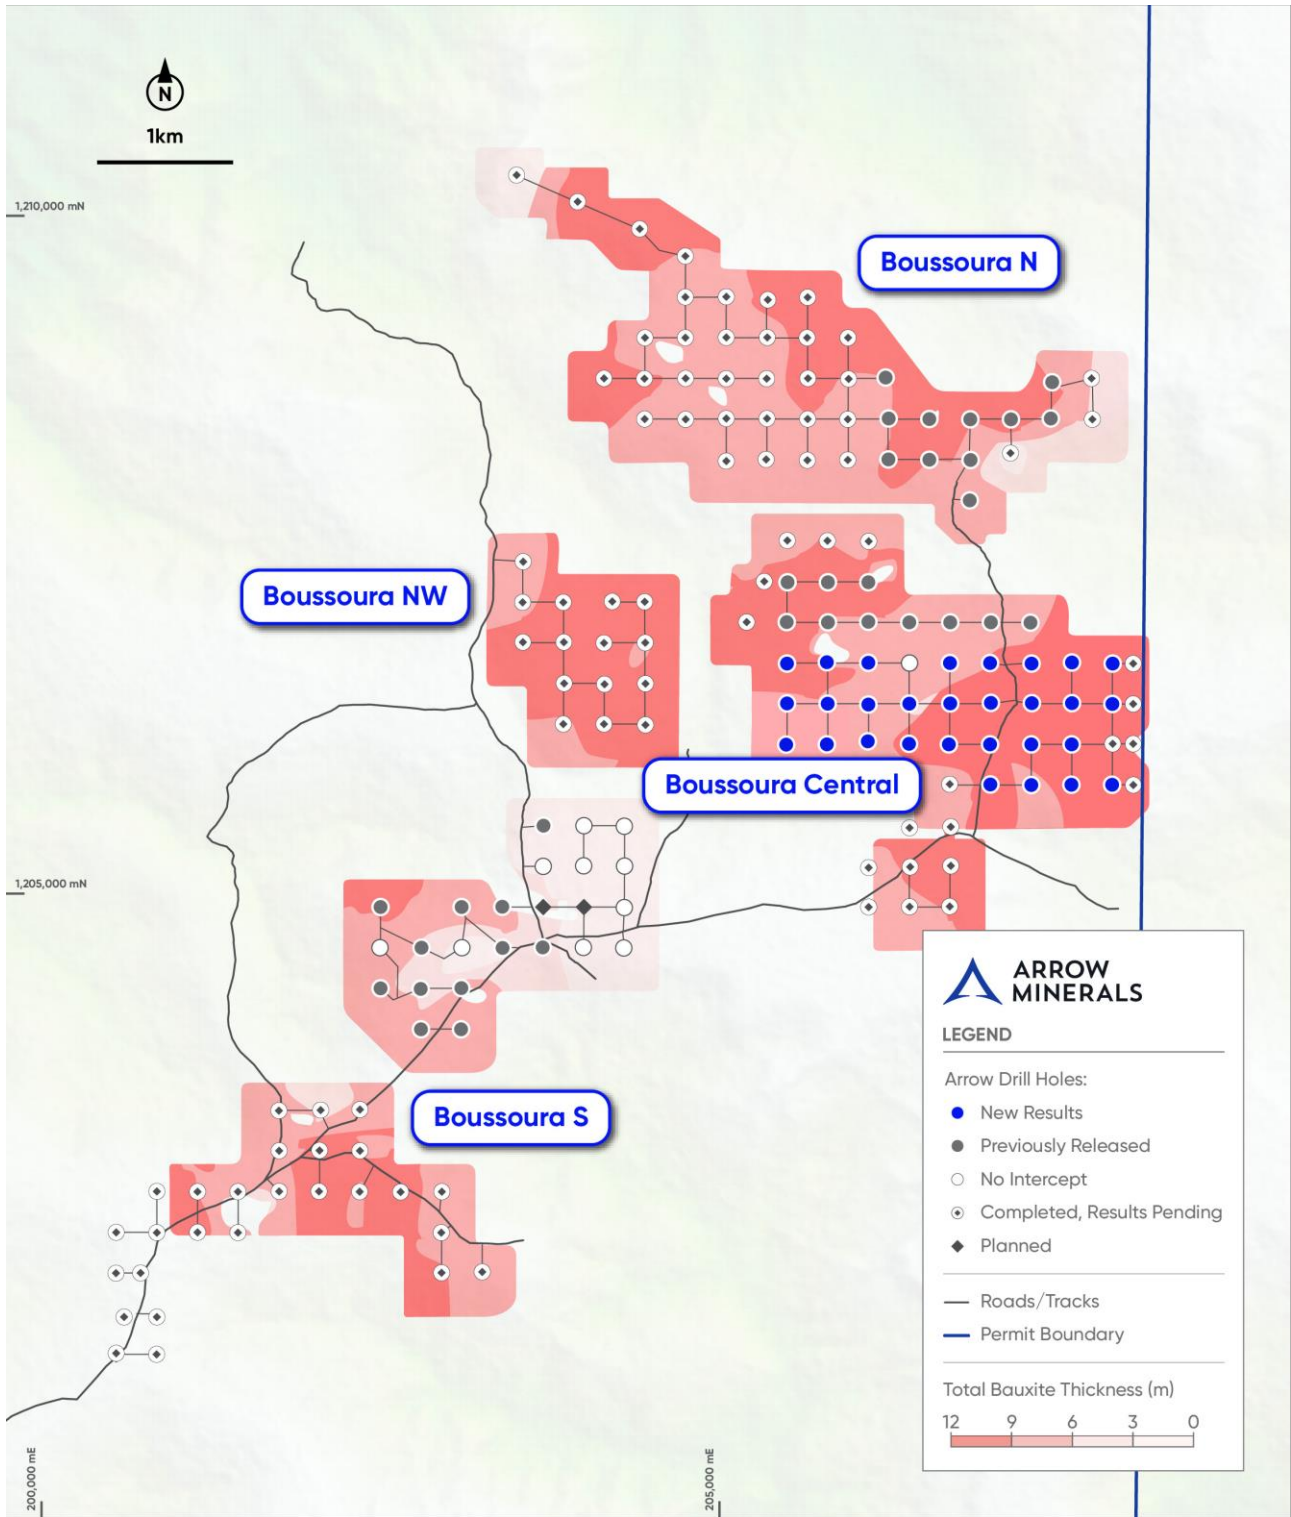 N
1km
1,210,000 mN
Boussoura N
Boussoura NW
Boussoura Central
1,205,000 mN
Boussoura S
ARROW
MINERALS
LEGEND
Arrow Drill Holes:
New Results
Previously Released
No Intercept
Completed, Results Pending
Planned
Roads/Tracks
Permit Boundary
Total Bauxite Thickness (m)
12 9 6 3 0
200,000 mE
205,000 mE